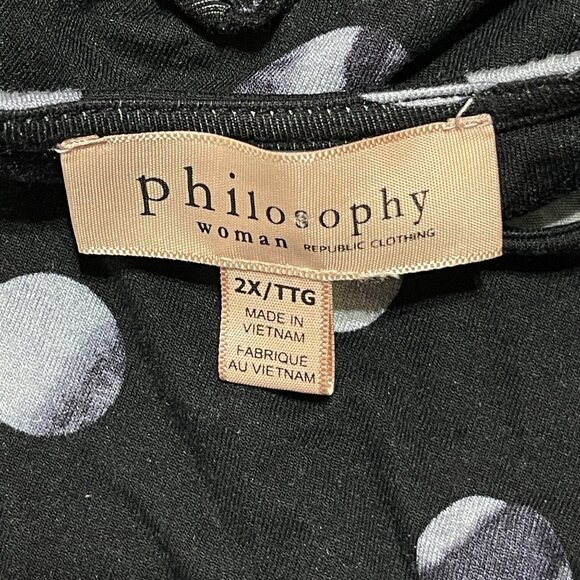 philosophy
woman REPUBLIC CLOTHING
2X/TTG
MADE IN
VIETNAM
FABRIQUE
AU VIETNAM